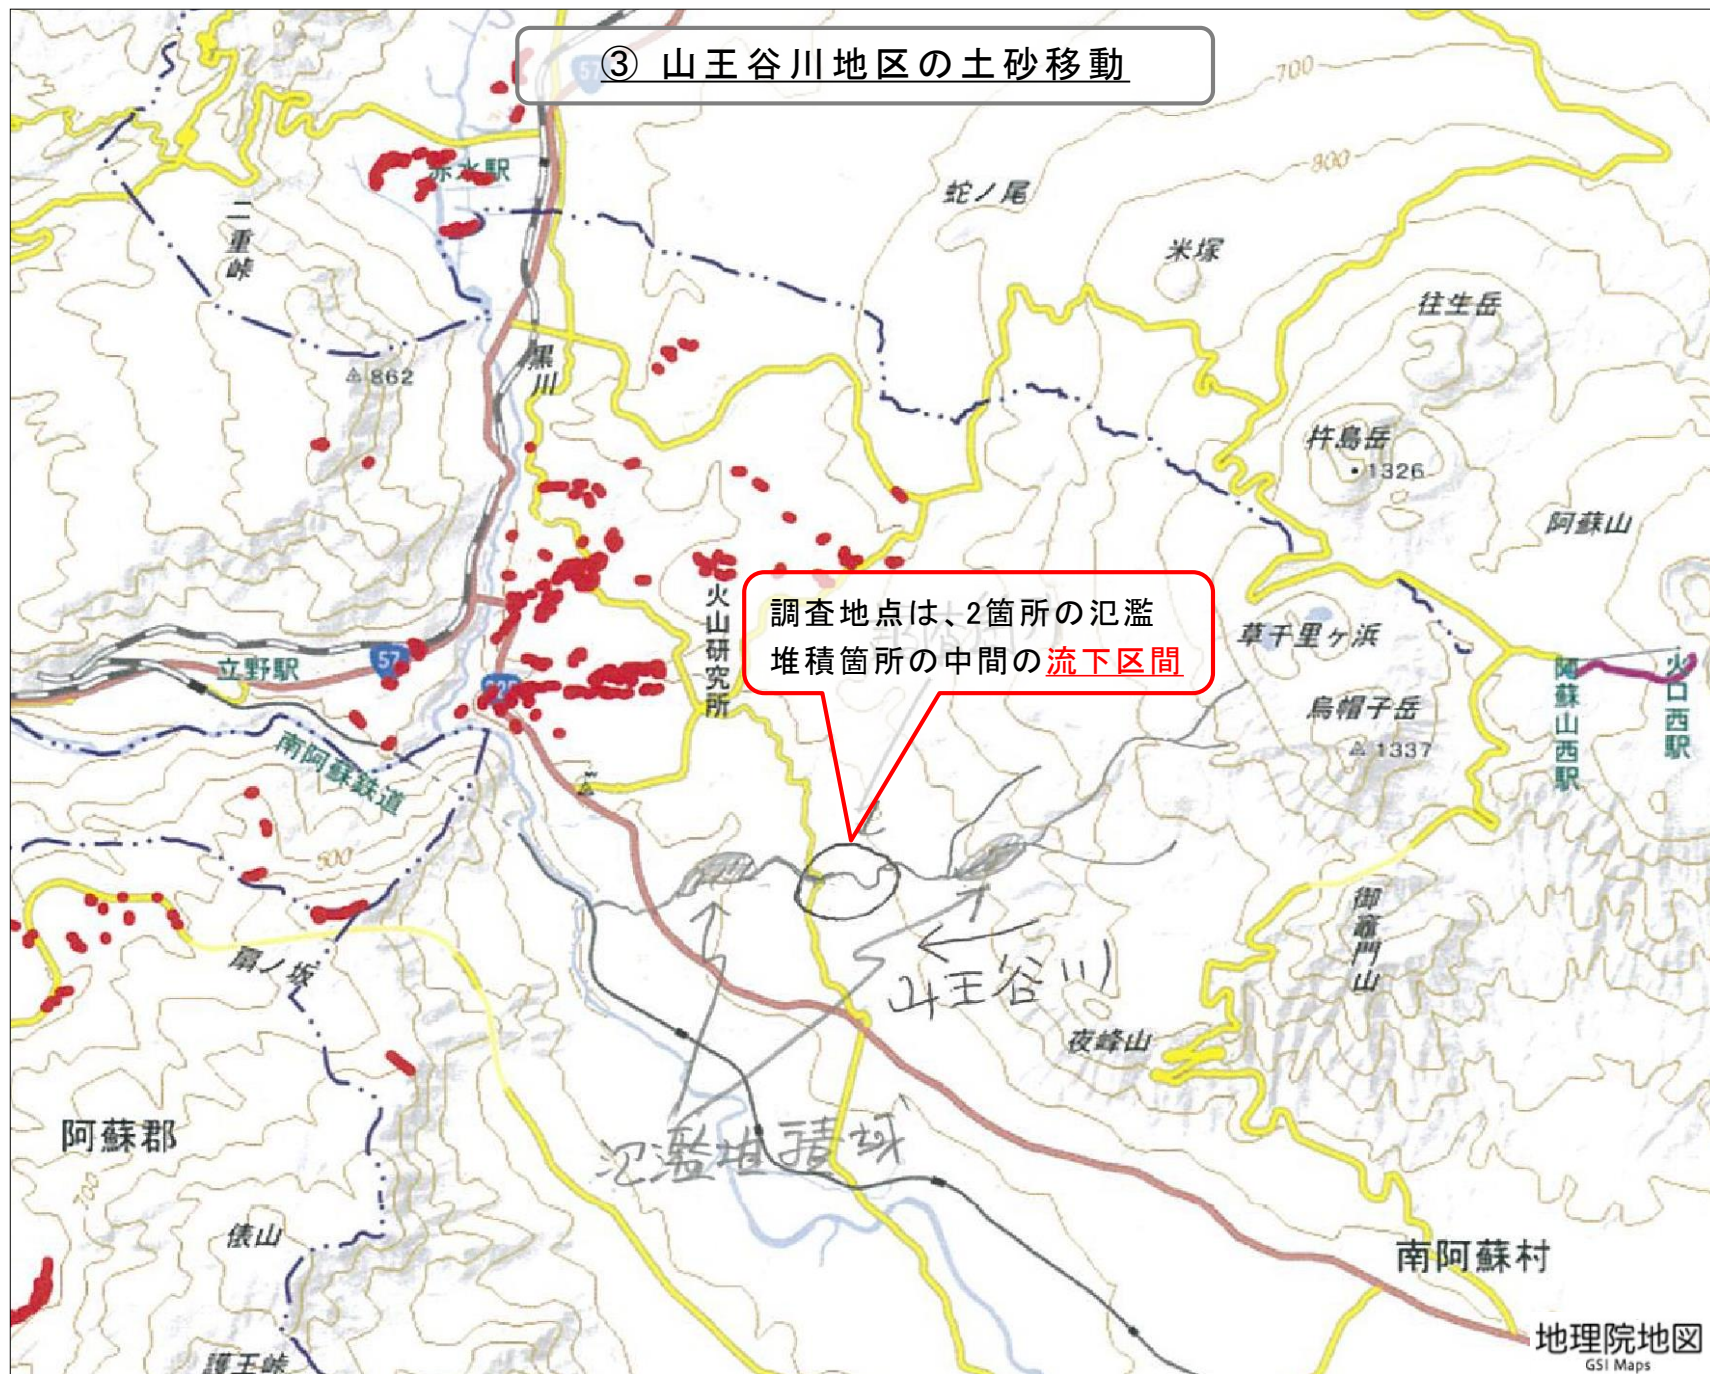 ③ 山王谷川地区の土砂移動
57
700
800
赤水駅
蛇ノ尾
二重峠
米塚
往生岳
862
黒川
杵島岳
1326
阿蘇山
火山研究所
調査地点は、2箇所の氾濫
堆積箇所の中間の流下区間
草千里ヶ浜
立野駅
57
阿蘇山西駅
火口西駅
烏帽子岳
1337
南阿蘇鉄道
500
御竈門山
扇ノ坂
山王谷川
夜峰山
阿蘇郡
氾濫堆積域
700
俵山
南阿蘇村
護王峠
地理院地図
GSI Maps